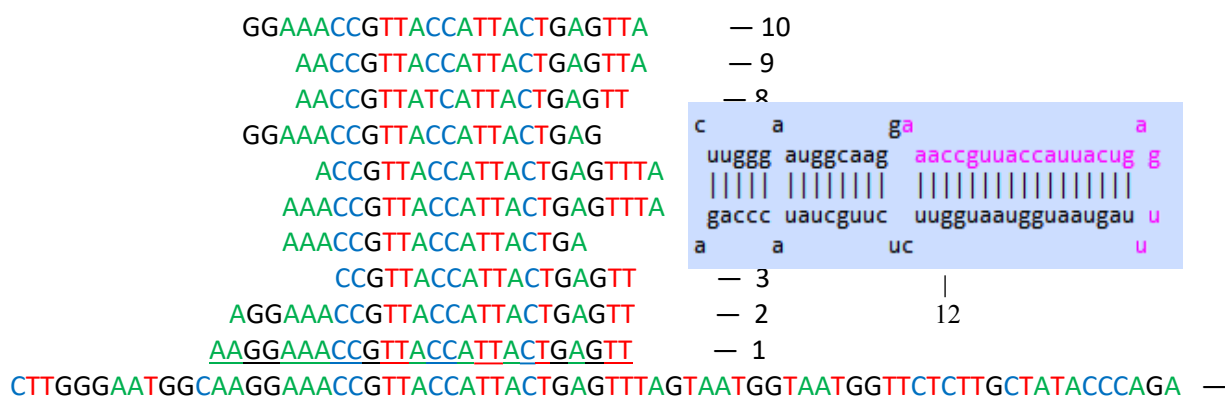 GGAAACCGTTACCATTACTGAGTTA — 10
AACCGTTACCATTACTGAGTTA — 9
AACCGTTATCATTACTGAGTT — 8
GGAAACCGTTACCATTACTGAG
ACCGTTACCATTACTGAGTTTA
AAACCGTTACCATTACTGAGTTTA
AAACCGTTACCATTACTGA
CCGTTACCATTACTGAGTT — 3
AGGAAACCGTTACCATTACTGAGTT — 2
AAGGAAACCGTTACCATTACTGAGTT — 1
CTTGGGAATGGCAAGGAAACCGTTACCATTACTGAGTTTAGTAATGGTAATGGTTCTCTTGCTATACCCAGA —
c a ga a
uuggg auggcaag aaccguuaccauuacug g
||||| |||||||| |||||||||||||||||
gaccc uaucguuc uugguaaugguaaugau u
a a uc u
|
12